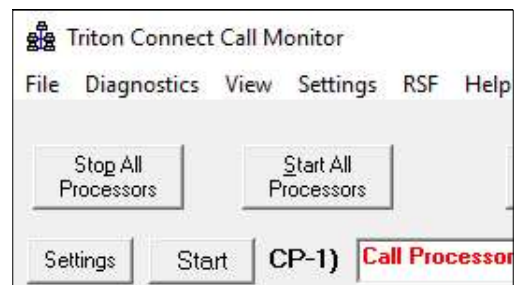 Triton Connect Call Monitor
File Diagnostics View Settings RSF Help
Stop All Processors
Start All Processors
Settings Start CP-1) Call Processor